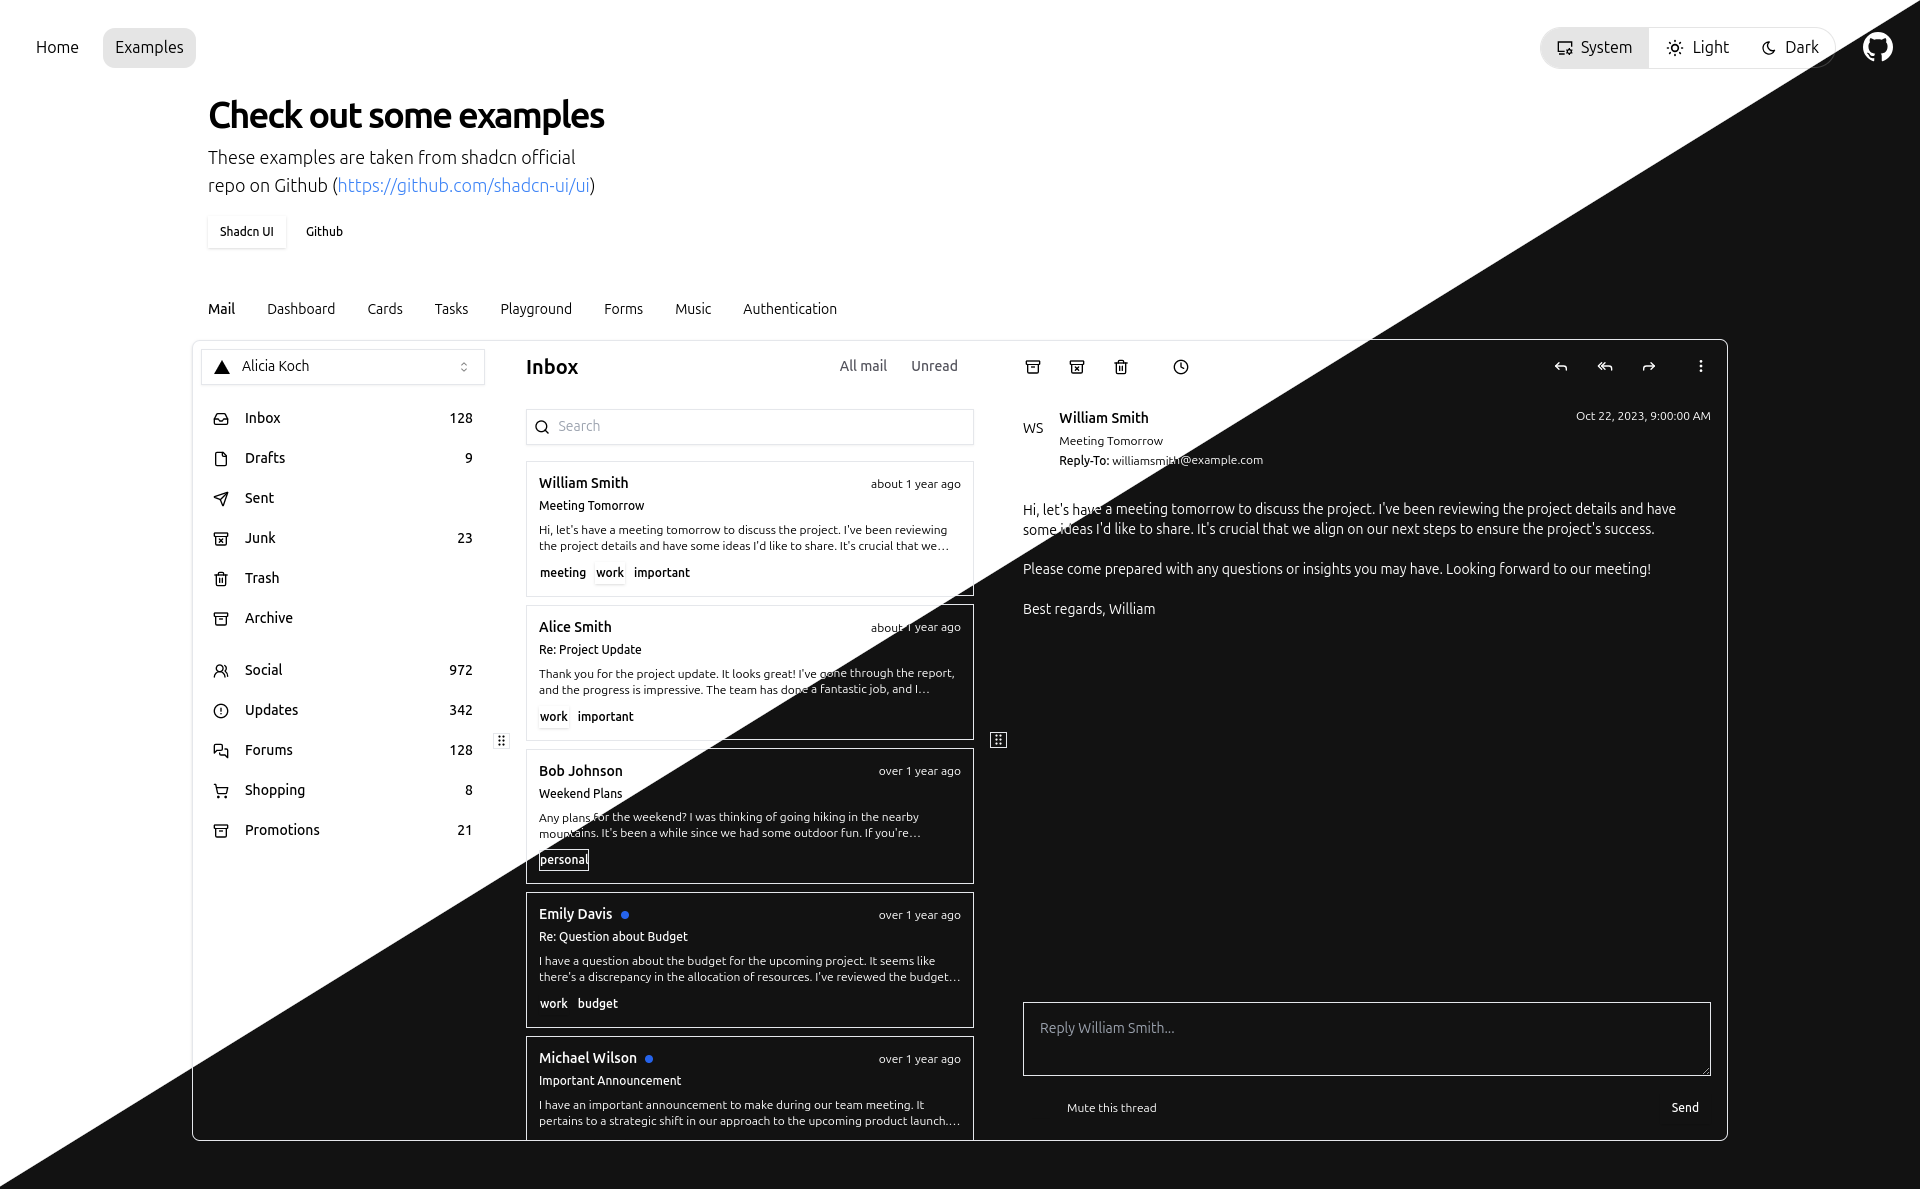 Home
Examples
System
Light
Dark
Check out some examples
These examples are taken from shadcn official
repo on Github (https://github.com/shadcn-ui/ui)
Shadcn UI
Github
Mail
Dashboard
Cards
Tasks
Playground
Forms
Music
Authentication
Alicia Koch
Inbox 128
Drafts 9
Sent
Junk 23
Trash
Archive
Social 972
Updates 342
Forums 128
Shopping 8
Promotions 21
Inbox
All mail
Unread
Search
William Smith
about 1 year ago
Meeting Tomorrow
Hi, let's have a meeting tomorrow to discuss the project. I've been reviewing
the project details and have some ideas I'd like to share. It's crucial that we...
meeting work important
Alice Smith
about 1 year ago
Re: Project Update
Thank you for the project update. It looks great! I've gone through the report,
and the progress is impressive. The team has done a fantastic job, and I...
work important
Bob Johnson
over 1 year ago
Weekend Plans
Any plans for the weekend? I was thinking of going hiking in the nearby
mountains. It's been a while since we had some outdoor fun. If you're...
personal
Emily Davis
over 1 year ago
Re: Question about Budget
I have a question about the budget for the upcoming project. It seems like
there's a discrepancy in the allocation of resources. I've reviewed the budget...
work budget
Michael Wilson
over 1 year ago
Important Announcement
I have an important announcement to make during our team meeting. It
pertains to a strategic shift in our approach to the upcoming product launch....
WS
William Smith
Oct 22, 2023, 9:00:00 AM
Meeting Tomorrow
Reply-To: williamsmith@example.com
Hi, let's have a meeting tomorrow to discuss the project. I've been reviewing the project details and have
some ideas I'd like to share. It's crucial that we align on our next steps to ensure the project's success.
Please come prepared with any questions or insights you may have. Looking forward to our meeting!
Best regards, William
Reply William Smith...
Mute this thread
Send